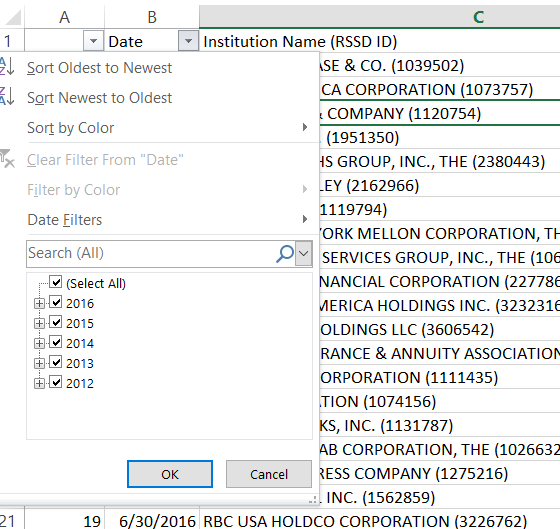 A B C
1 Date Institution Name (RSSD ID)
Sort Oldest to Newest
Sort Newest to Oldest
Sort by Color
Clear Filter From "Date"
Filter by Color
Date Filters
Search (All)
(Select All)
2016
2015
2014
2013
2012
OK Cancel
ASE & CO. (1039502)
ICA CORPORATION (1073757)
& COMPANY (1120754)
(1951350)
HS GROUP, INC., THE (2380443)
LEY (2162966)
(1119794)
YORK MELLON CORPORATION, TH
SERVICES GROUP, INC., THE (106
FINANCIAL CORPORATION (227786
MERICA HOLDINGS INC. (3232316
OLDINGS LLC (3606542)
RANCE & ANNUITY ASSOCIATION
ORPORATION (1111435)
ATION (1074156)
KS, INC. (1131787)
AB CORPORATION, THE (1026632
RESS COMPANY (1275216)
INC. (1562859)
21 19 6/30/2016 RBC USA HOLDCO CORPORATION (3226762)